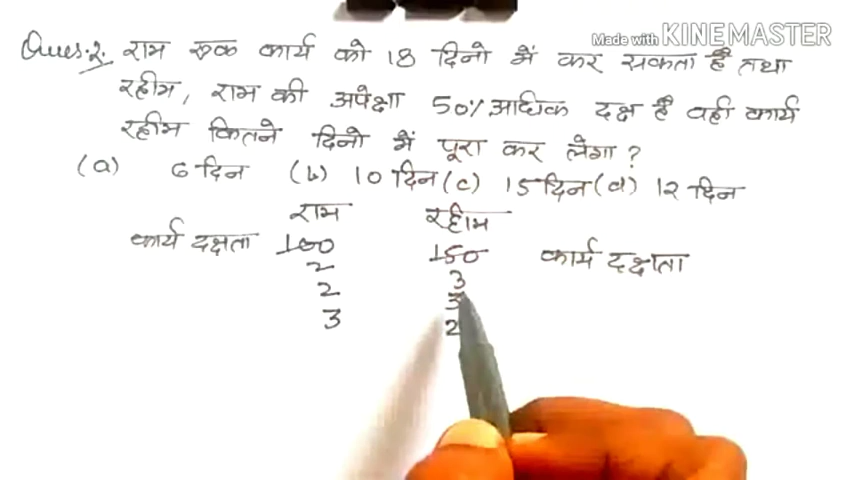 Made with KINEMASTER
Ques.2. राम एक कार्य को 18 दिनो में कर सकता है तथा
रहीम, राम की अपेक्षा 50% अधिक दक्ष है वही कार्य
रहीम कितने दिनो में पूरा कर लेगा ?
(a) 6 दिन (b) 10 दिन (c) 15 दिन (d) 12 दिन
राम रहीम
कार्य दक्षता 100 150 कार्य दक्षता
2 3
2 3
3 2